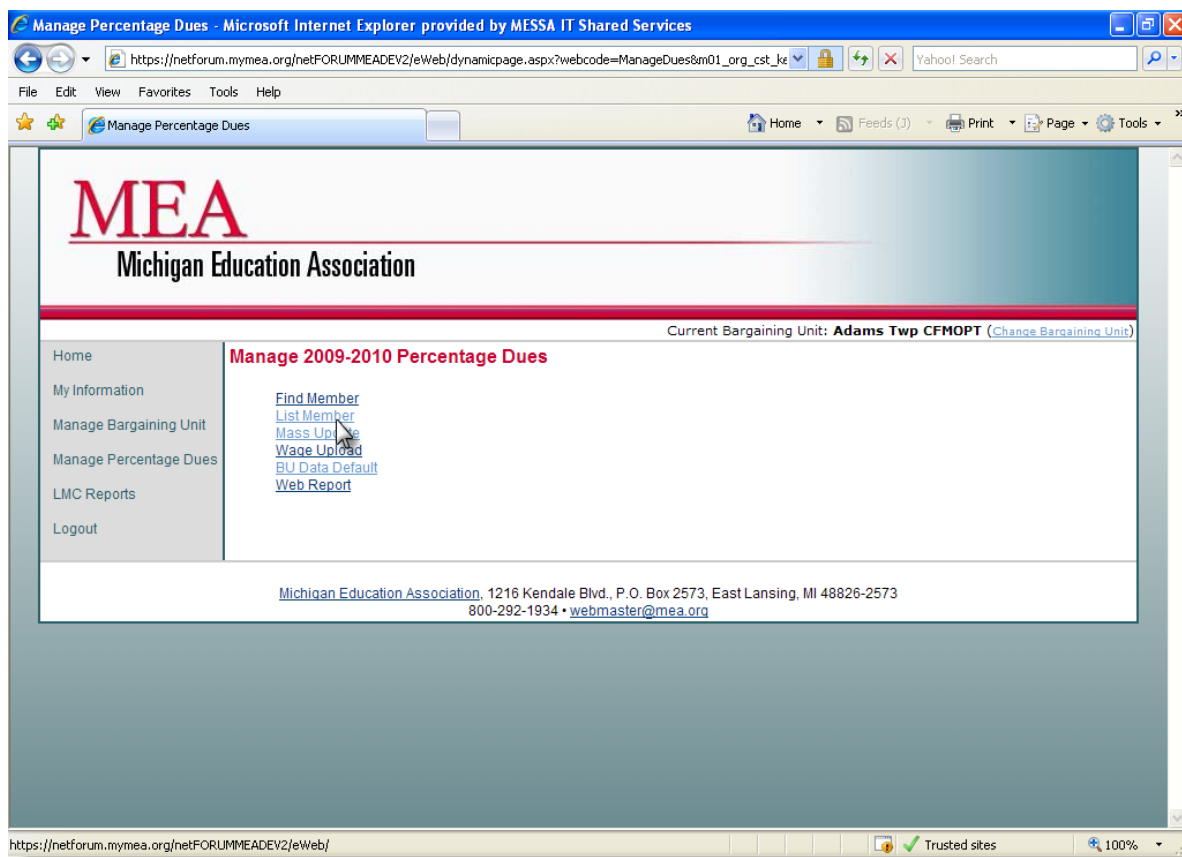 Manage Percentage Dues - Microsoft Internet Explorer provided by MESSA IT Shared Services
https://netforum.mymea.org/netFORUMMEADEV2/eWeb/dynamicpage.aspx?webcode=ManageDues&m01_org_cst_ke
Yahoo! Search
File Edit View Favorites Tools Help
Manage Percentage Dues
Home Feeds (J) Print Page Tools »
MEA
Michigan Education Association
Current Bargaining Unit: Adams Twp CFMOPT (Change Bargaining Unit)
Home
My Information
Manage Bargaining Unit
Manage Percentage Dues
LMC Reports
Logout
Manage 2009-2010 Percentage Dues
Find Member
List Member
Mass Update
Wage Upload
BU Data Default
Web Report
Michigan Education Association, 1216 Kendale Blvd., P.O. Box 2573, East Lansing, MI 48826-2573
800-292-1934 • webmaster@mea.org
https://netforum.mymea.org/netFORUMMEADEV2/eWeb/
Trusted sites
100%